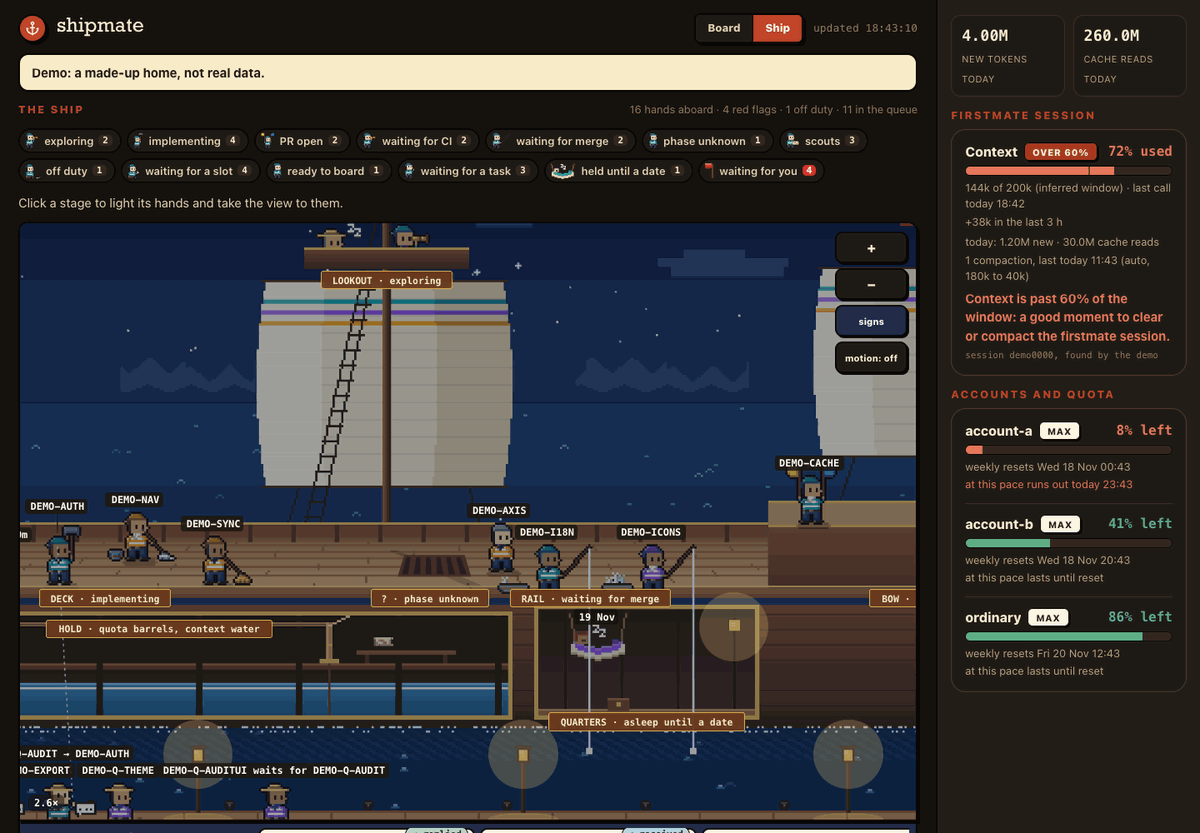 shipmate
Board
Ship
updated 18:43:10
Demo: a made-up home, not real data.
THE SHIP
16 hands aboard · 4 red flags · 1 off duty · 11 in the queue
exploring 2
implementing 4
PR open 2
waiting for CI 2
waiting for merge 2
phase unknown 1
scouts 3
off duty 1
waiting for a slot 4
ready to board 1
waiting for a task 3
held until a date 1
waiting for you 4
Click a stage to light its hands and take the view to them.
zz
+
−
signs
motion: off
LOOKOUT · exploring
DEMO-CACHE
DEMO-AUTH
DEMO-NAV
DEMO-SYNC
DEMO-AXIS
DEMO-I18N
DEMO-ICONS
DECK · implementing
? · phase unknown
RAIL · waiting for merge
BOW ·
HOLD · quota barrels, context water
19 Nov
zz
QUARTERS · asleep until a date
-AUDIT → DEMO-AUTH
O-EXPORT
DEMO-Q-THEME
DEMO-Q-AUDITUI waits for DEMO-Q-AUDIT
2.6×
4.00M
NEW TOKENS
TODAY
260.0M
CACHE READS
TODAY
FIRSTMATE SESSION
Context OVER 60% 72% used
144k of 200k (inferred window) · last call
today 18:42
+38k in the last 3 h
today: 1.20M new · 30.0M cache reads
1 compaction, last today 11:43 (auto,
180k to 40k)
Context is past 60% of the
window: a good moment to clear
or compact the firstmate session.
session demo0000, found by the demo
ACCOUNTS AND QUOTA
account-a MAX 8% left
weekly resets Wed 18 Nov 00:43
at this pace runs out today 23:43
account-b MAX 41% left
weekly resets Wed 18 Nov 20:43
at this pace lasts until reset
ordinary MAX 86% left
weekly resets Fri 20 Nov 12:43
at this pace lasts until reset